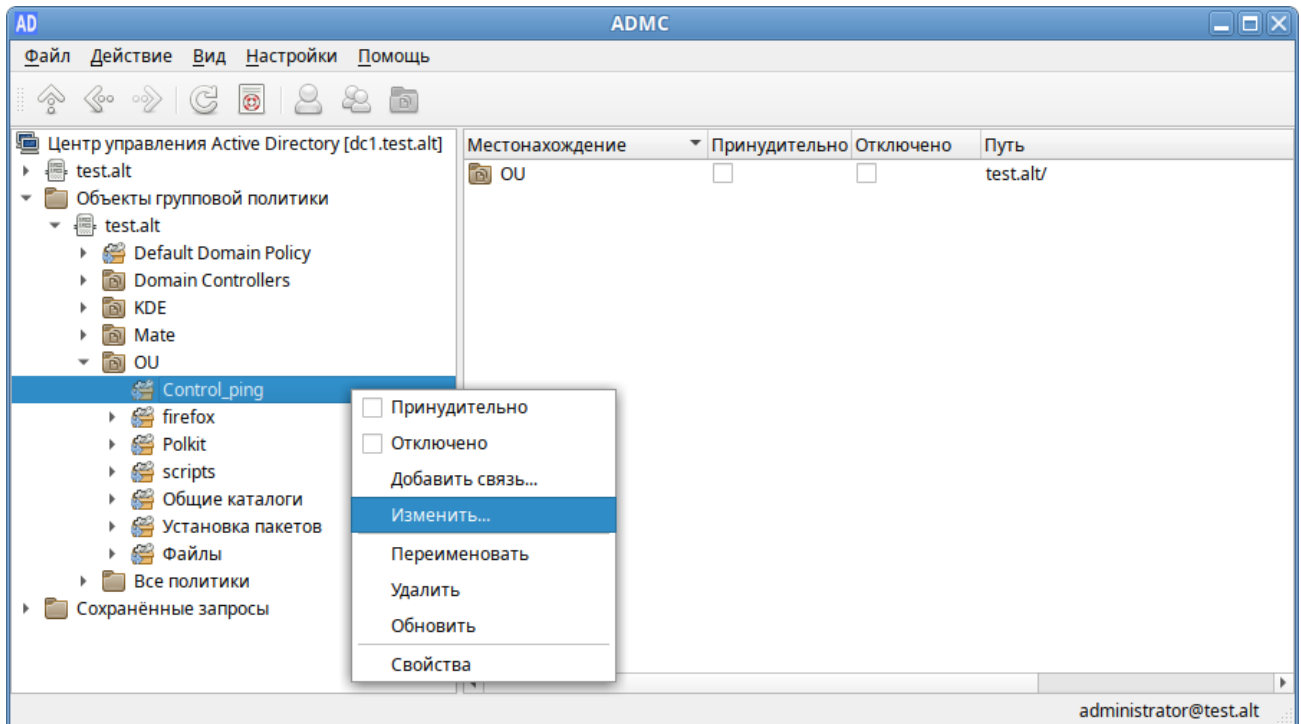 AD ADMC
Файл Действие Вид Настройки Помощь
Центр управления Active Directory [dc1.test.alt]
test.alt
Объекты групповой политики
test.alt
Default Domain Policy
Domain Controllers
KDE
Mate
OU
Control_ping
firefox
Polkit
scripts
Общие каталоги
Установка пакетов
Файлы
Все политики
Сохранённые запросы
Местонахождение Принудительно Отключено Путь
OU test.alt/
Принудительно
Отключено
Добавить связь...
Изменить...
Переименовать
Удалить
Обновить
Свойства
administrator@test.alt